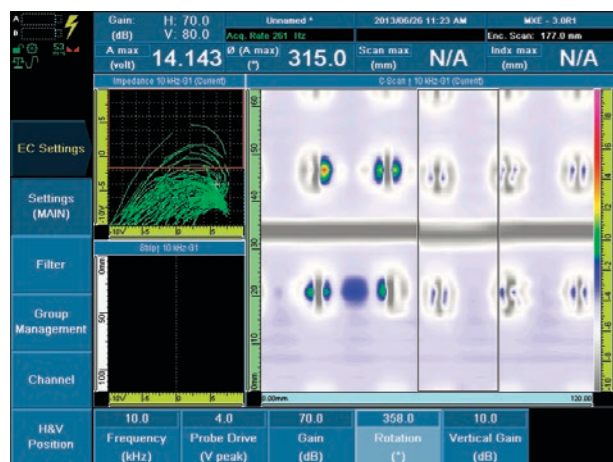 A
B
Gain: H: 70.0
(dB) V: 80.0
Unnamed *
2013/06/26 11:23 AM
MXE - 3.0R1
Acq. Rate 261 Hz
Enc. Scan: 177.0 mm
A max
(volt)
14.143
Ø (A max)
(°)
315.0
Scan max
(mm)
N/A
Indx max
(mm)
N/A
Impedance 10 kHz-G1 (Current)
C-Scan 10 kHz-G1 (Current)
EC Settings
Settings
(MAIN)
Filter
Group
Management
Channel
H&V
Position
Strip 10 kHz-G1
0.00mm
120.00
10.0
Frequency
(kHz)
4.0
Probe Drive
(V peak)
70.0
Gain
(dB)
358.0
Rotation
(°)
10.0
Vertical Gain
(dB)